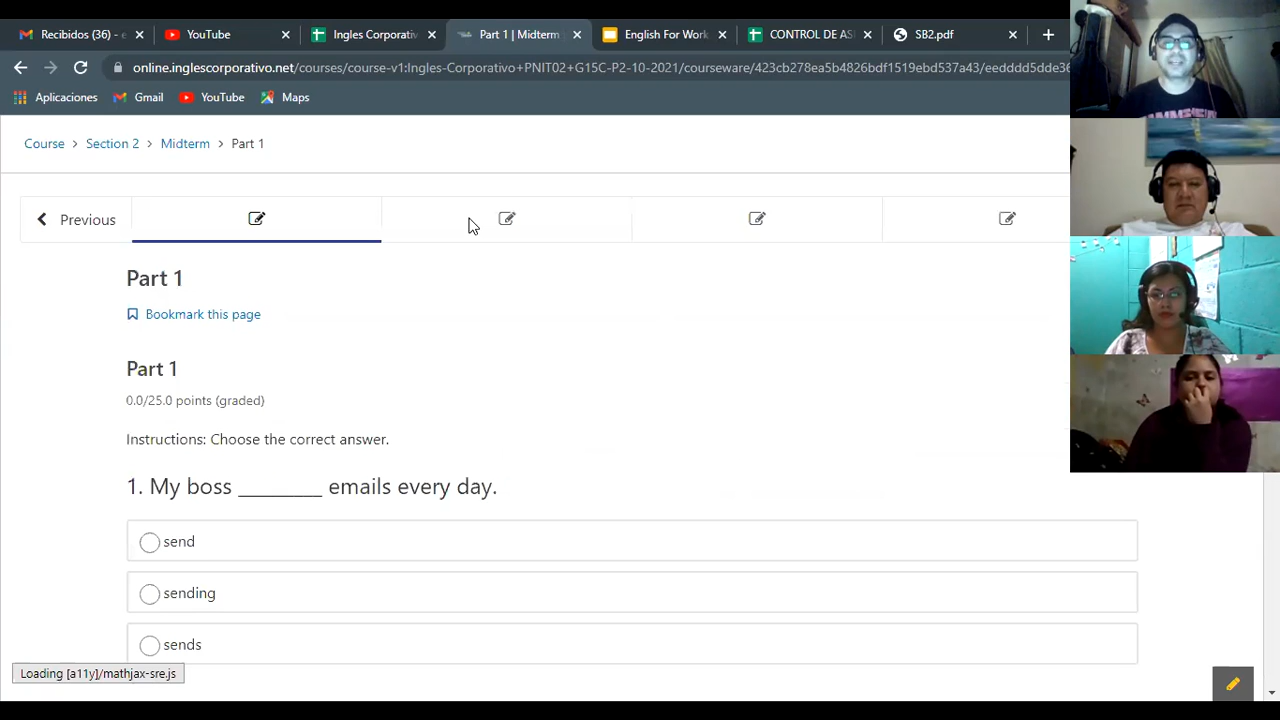 Recibidos (36) - e
YouTube
Ingles Corporativ
Part 1 | Midterm
English For Work
CONTROL DE AS
SB2.pdf
online.inglescorporativo.net/courses/course-v1:Ingles-Corporativo+PNIT02+G15C-P2-10-2021/courseware/423cb278ea5b4826bdf1519ebd537a43/eedddd5dde36
Aplicaciones
Gmail
YouTube
Maps
Course > Section 2 > Midterm > Part 1
Previous
Part 1
Bookmark this page
Part 1
0.0/25.0 points (graded)
Instructions: Choose the correct answer.
1. My boss _________ emails every day.
send
sending
sends
Loading [a11y]/mathjax-sre.js